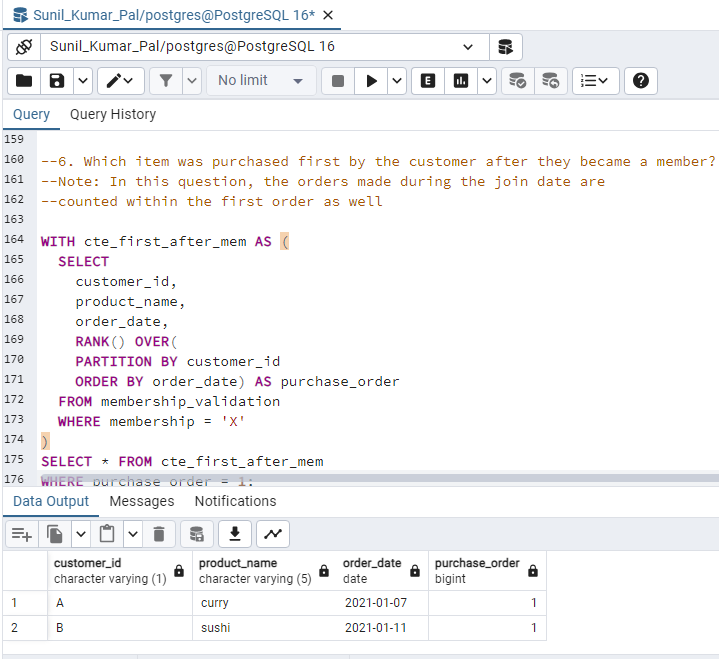 Sunil_Kumar_Pal/postgres@PostgreSQL 16*
Sunil_Kumar_Pal/postgres@PostgreSQL 16
No limit
E
Query Query History
159
160 --6. Which item was purchased first by the customer after they became a member?
161 --Note: In this question, the orders made during the join date are
162 --counted within the first order as well
163
164 WITH cte_first_after_mem AS (
165 SELECT
166 customer_id,
167 product_name,
168 order_date,
169 RANK() OVER(
170 PARTITION BY customer_id
171 ORDER BY order_date) AS purchase_order
172 FROM membership_validation
173 WHERE membership = 'X'
174 )
175 SELECT * FROM cte_first_after_mem
176 WHERE purchase_order = 1;
Data Output Messages Notifications
customer_id product_name order_date purchase_order
character varying (1) character varying (5) date bigint
1 A curry 2021-01-07 1
2 B sushi 2021-01-11 1